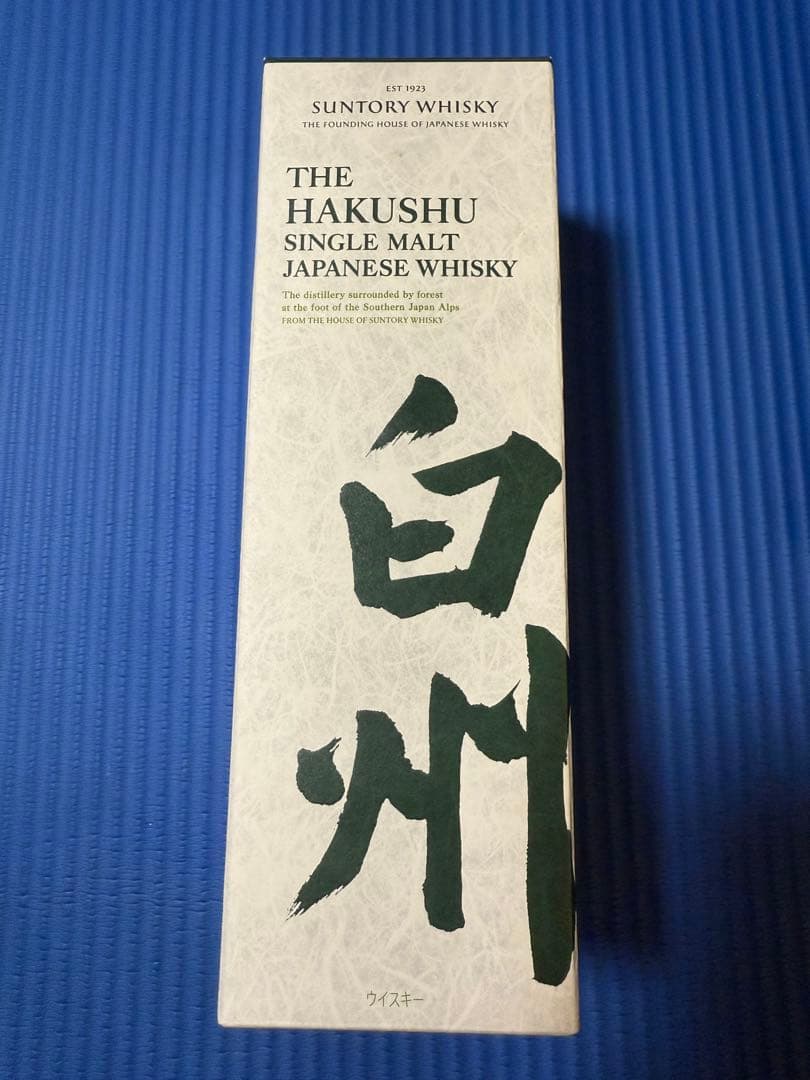 EST 1923
SUNTORY WHISKY
THE FOUNDING HOUSE OF JAPANESE WHISKY
THE
HAKUSHU
SINGLE MALT
JAPANESE WHISKY
The distillery surrounded by forest
at the foot of the Southern Japan Alps
FROM THE HOUSE OF SUNTORY WHISKY
白
州
ウイスキー